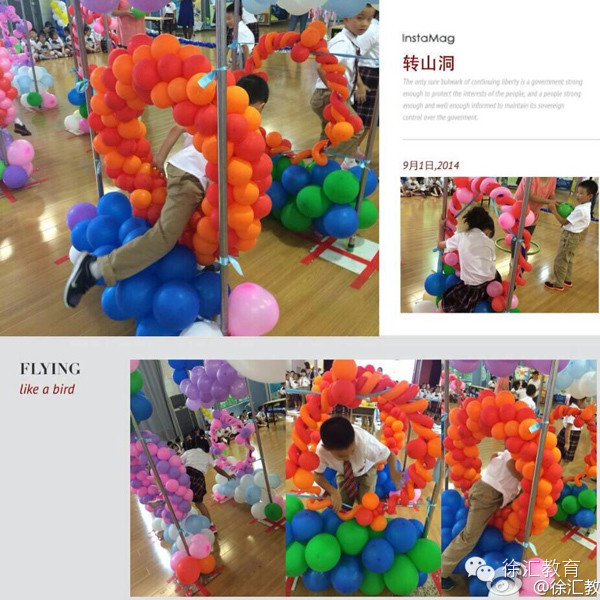 InstaMag
转山洞
The only sure bulwark of continuing liberty is a government strong
enough to protect the interests of the people, and a people strong
enough and well enough informed to maintain its sovereign
control over the goverment.
9月1日,2014
FLYING
like a bird
徐汇教育
@徐汇教